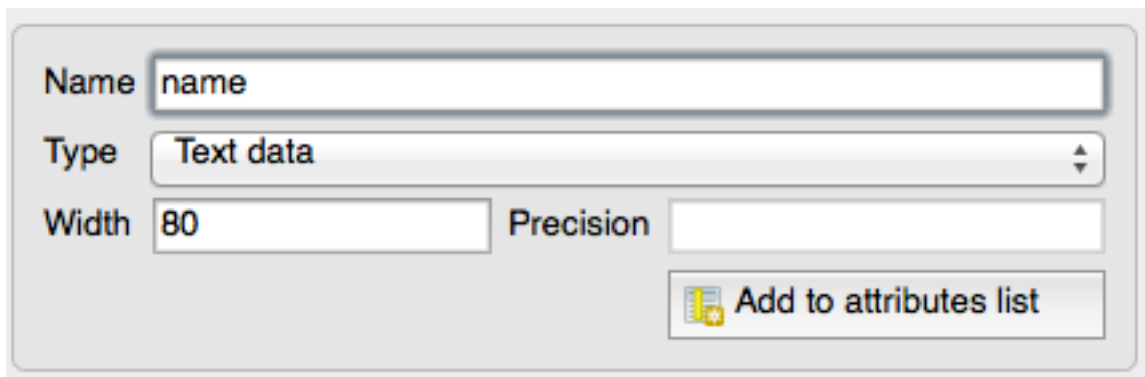 Name name
Type Text data
Width 80 Precision
Add to attributes list